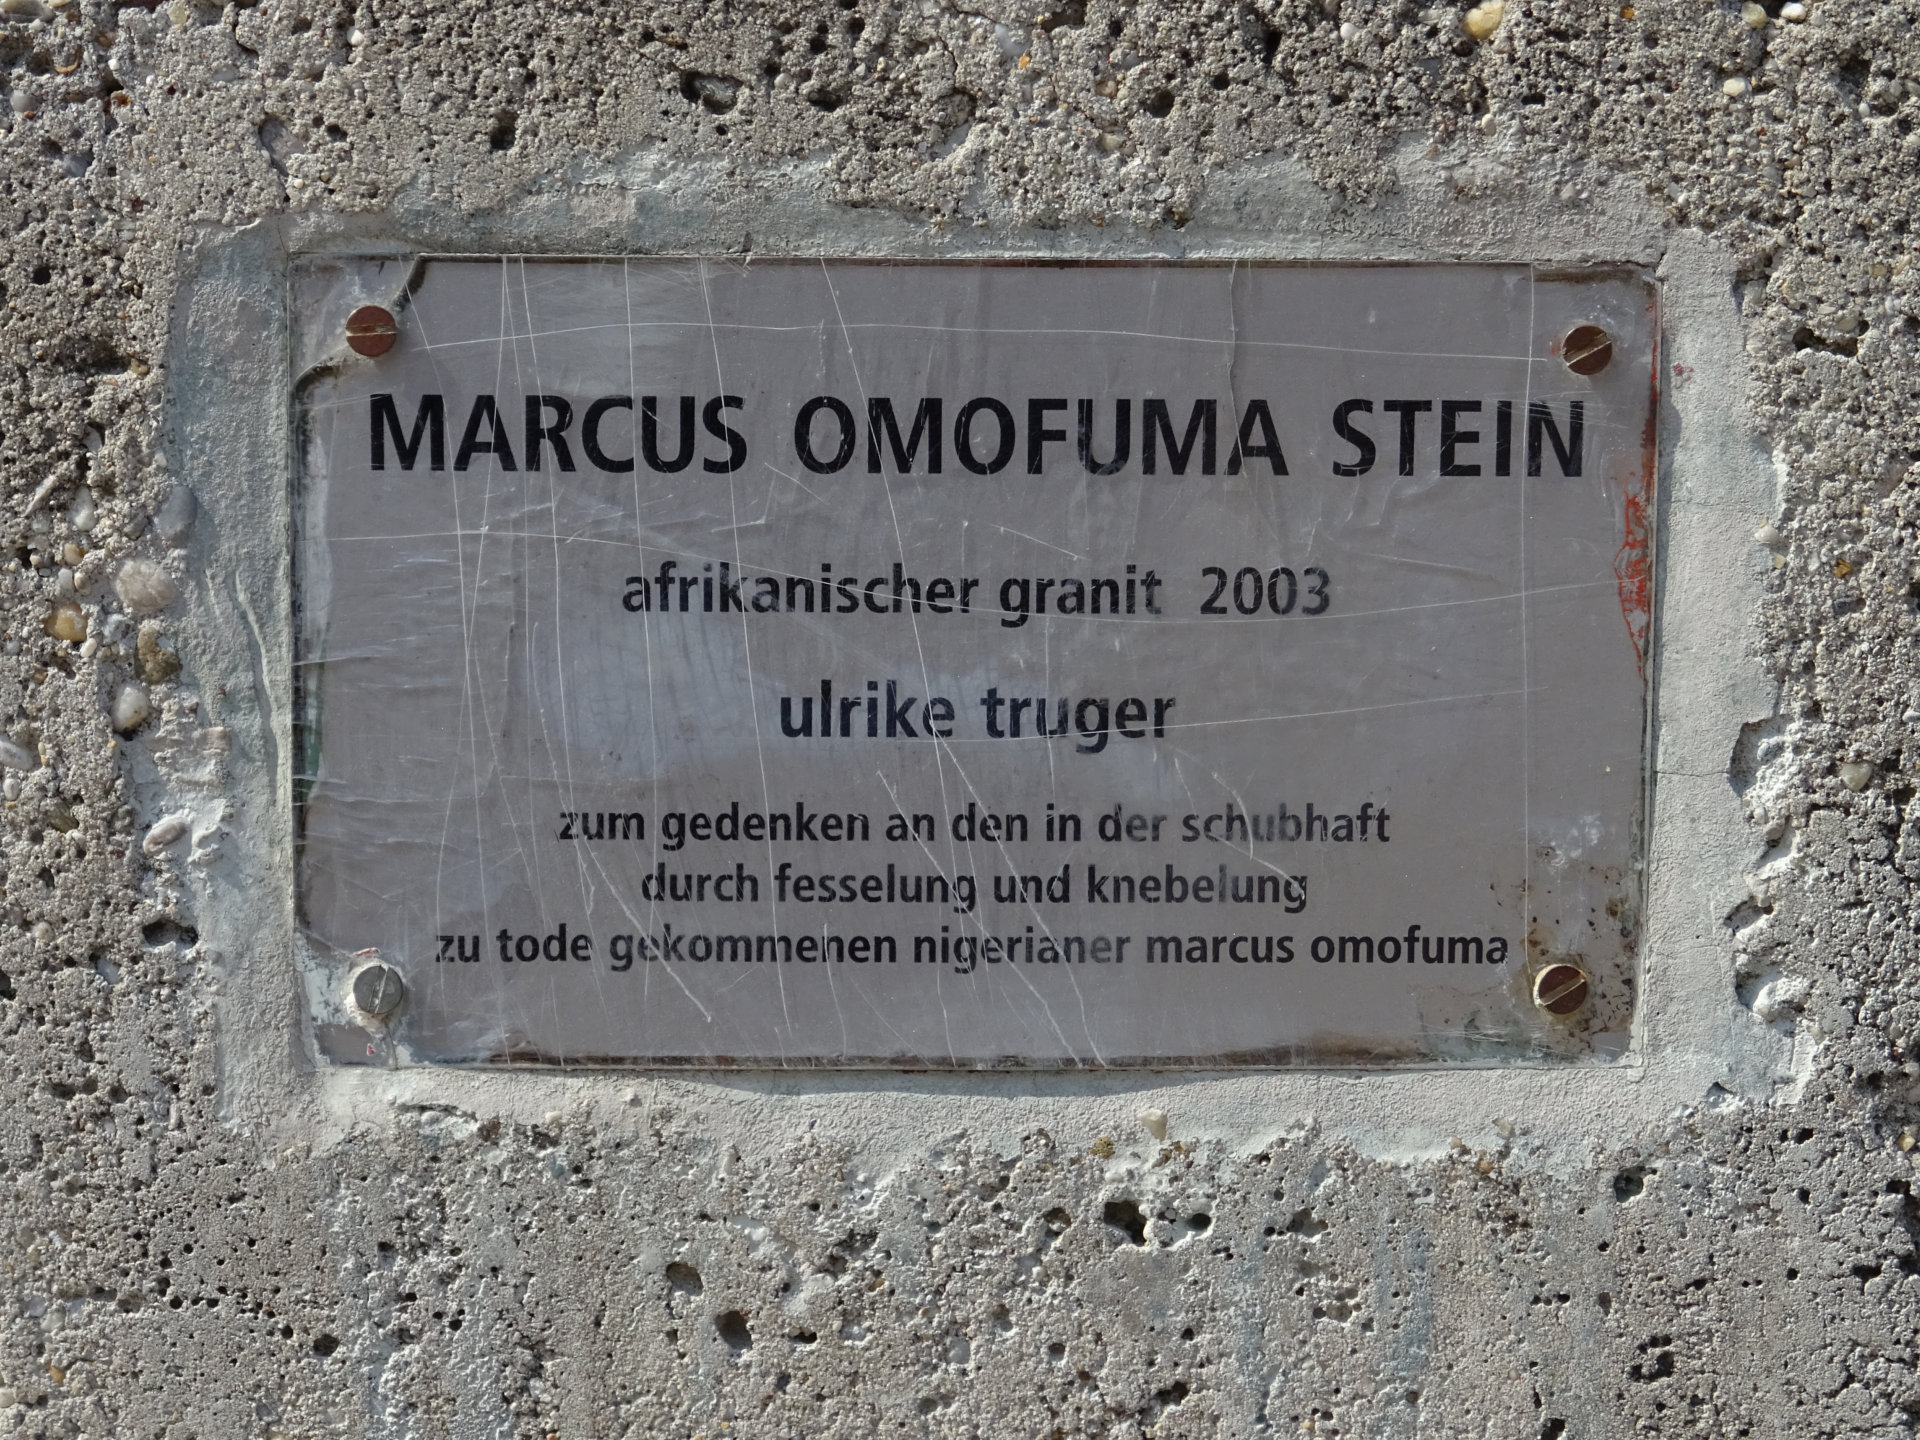 MARCUS OMOFUMA STEIN
afrikanischer granit 2003
ulrike truger
zum gedenken an den in der schubhaft
durch fesselung und knebelung
zu tode gekommenen nigerianer marcus omofuma